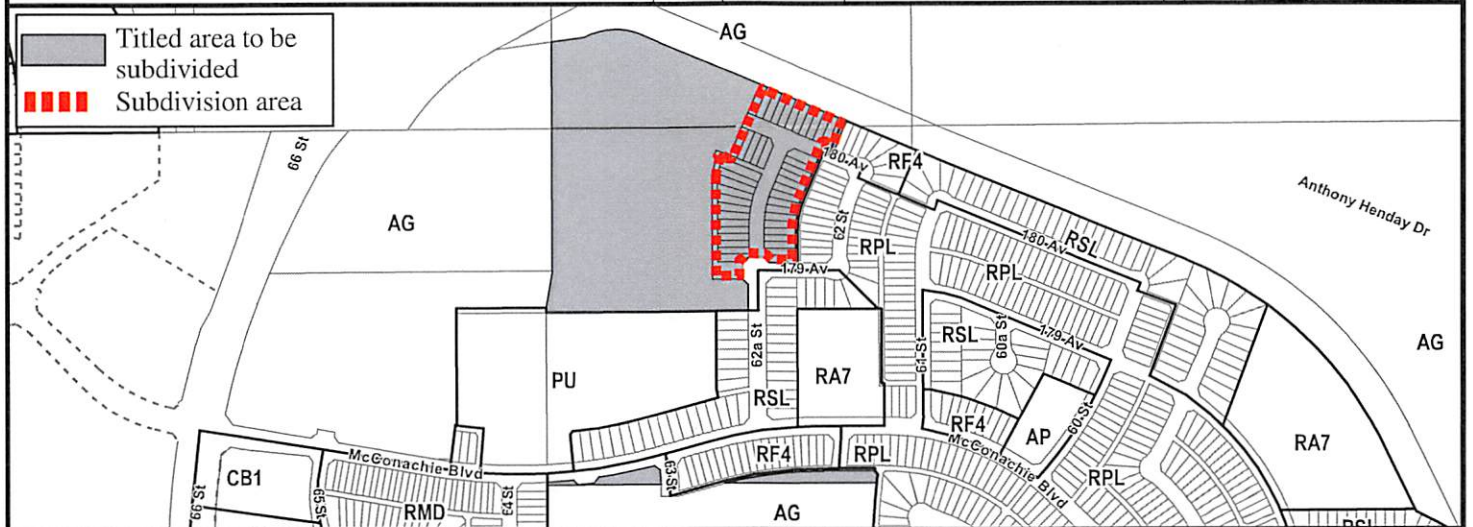 Titled area to be
subdivided
Subdivision area
AG
66 St
180-Av
RF4
Anthony Henday Dr
AG
62 St
RPL
180-Av
RSL
RPL
179-Av
RSL
60a St
179-Av
AG
62a St
61-St
PU
RA7
RSL
RF4
AP
60-St
RA7
McConachie Blvd
RF4
RPL
McConachie Blvd
RPL
CB1
66 St
65 St
64 St
63-St
RMD
AG
RSL